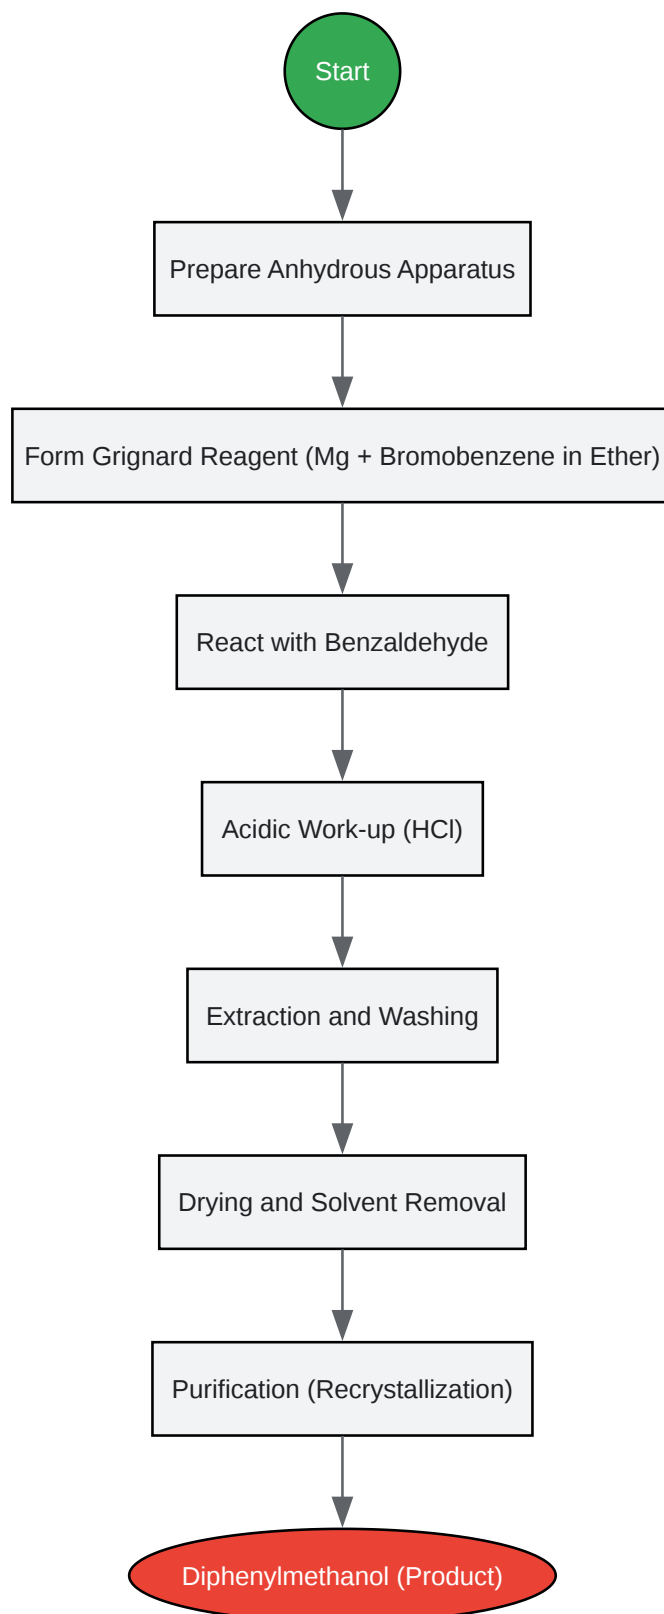 Start
Prepare Anhydrous Apparatus
Form Grignard Reagent (Mg + Bromobenzene in Ether)
React with Benzaldehyde
Acidic Work-up (HCl)
Extraction and Washing
Drying and Solvent Removal
Purification (Recrystallization)
Diphenylmethanol (Product)